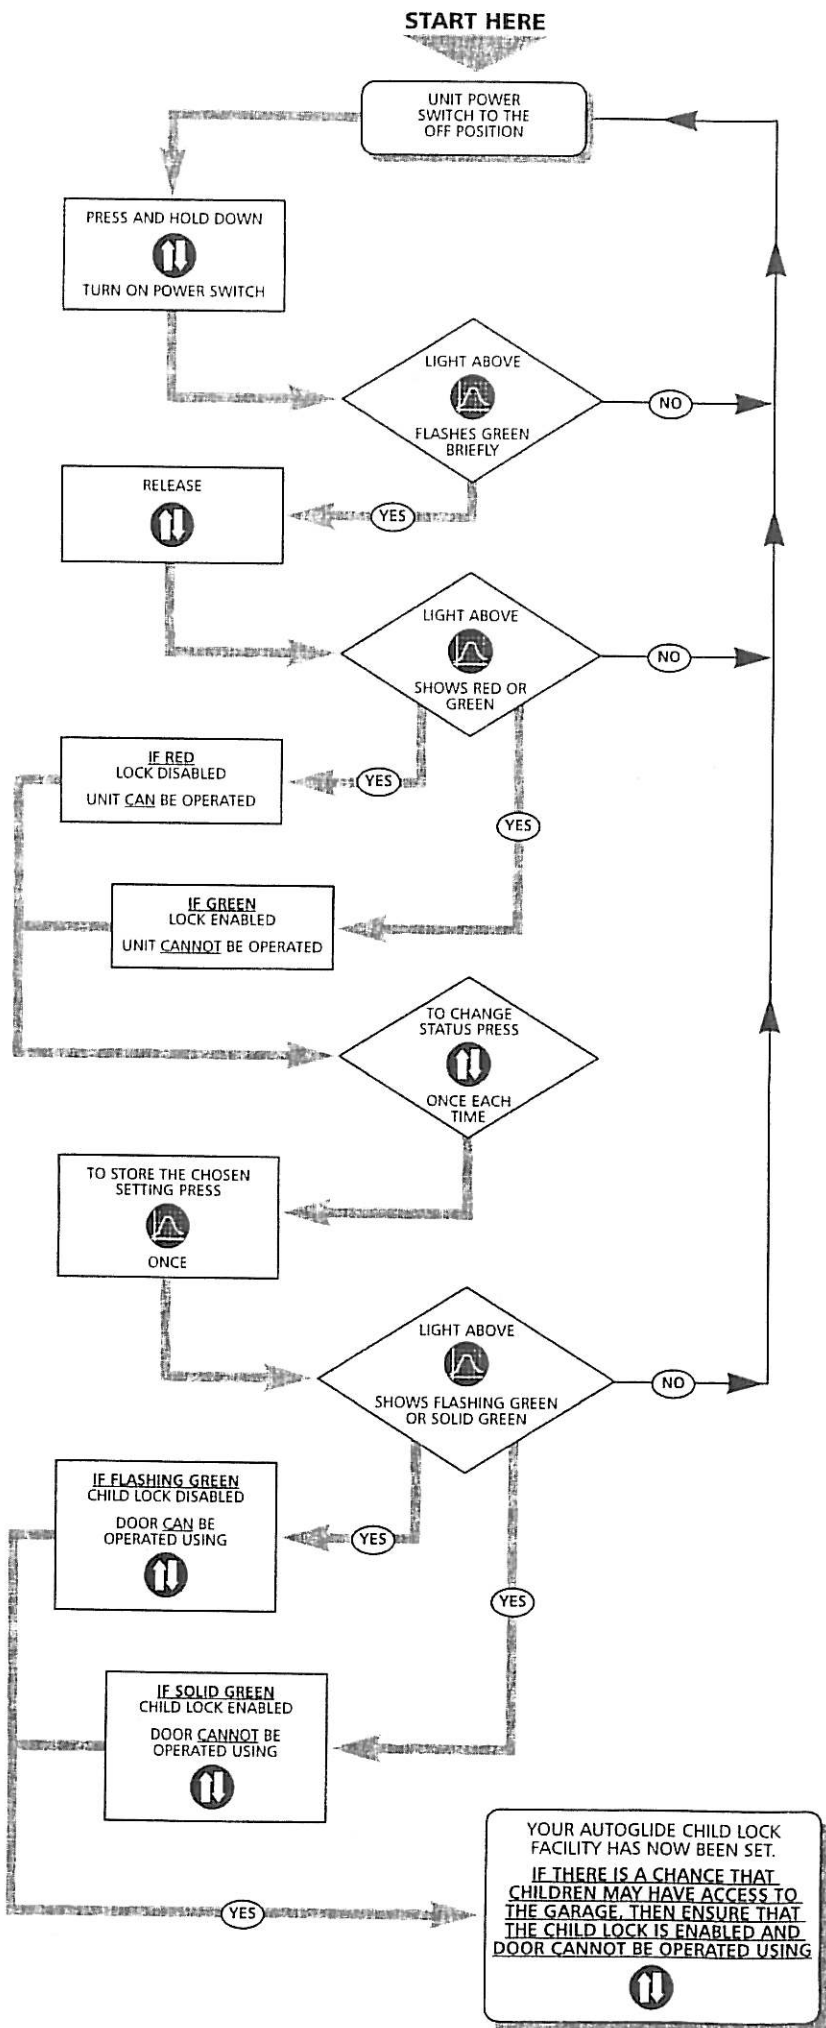 START HERE
UNIT POWER
SWITCH TO THE
OFF POSITION
PRESS AND HOLD DOWN
TURN ON POWER SWITCH
LIGHT ABOVE
FLASHES GREEN
BRIEFLY
NO
YES
RELEASE
LIGHT ABOVE
SHOWS RED OR
GREEN
NO
YES
IF RED
LOCK DISABLED
UNIT CAN BE OPERATED
YES
IF GREEN
LOCK ENABLED
UNIT CANNOT BE OPERATED
TO CHANGE
STATUS PRESS
ONCE EACH
TIME
TO STORE THE CHOSEN
SETTING PRESS
ONCE
LIGHT ABOVE
SHOWS FLASHING GREEN
OR SOLID GREEN
NO
YES
IF FLASHING GREEN
CHILD LOCK DISABLED
DOOR CAN BE
OPERATED USING
YES
IF SOLID GREEN
CHILD LOCK ENABLED
DOOR CANNOT BE
OPERATED USING
YES
YOUR AUTOGLIDE CHILD LOCK
FACILITY HAS NOW BEEN SET.
IF THERE IS A CHANCE THAT
CHILDREN MAY HAVE ACCESS TO
THE GARAGE, THEN ENSURE THAT
THE CHILD LOCK IS ENABLED AND
DOOR CANNOT BE OPERATED USING